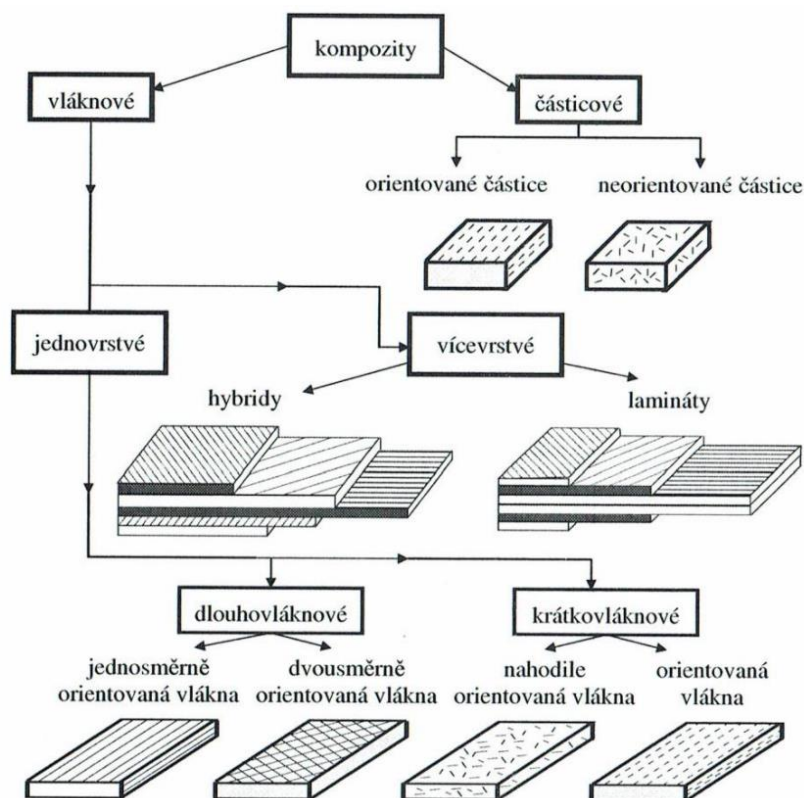 kompozity
vláknové
částicové
orientované částice
neorientované částice
jednovrstvé
vícevrstvé
hybridy
lamináty
dlouhovláknové
krátkovláknové
jednosměrně
orientovaná vlákna
dvousměrně
orientovaná vlákna
nahodile
orientovaná vlákna
orientovaná
vlákna